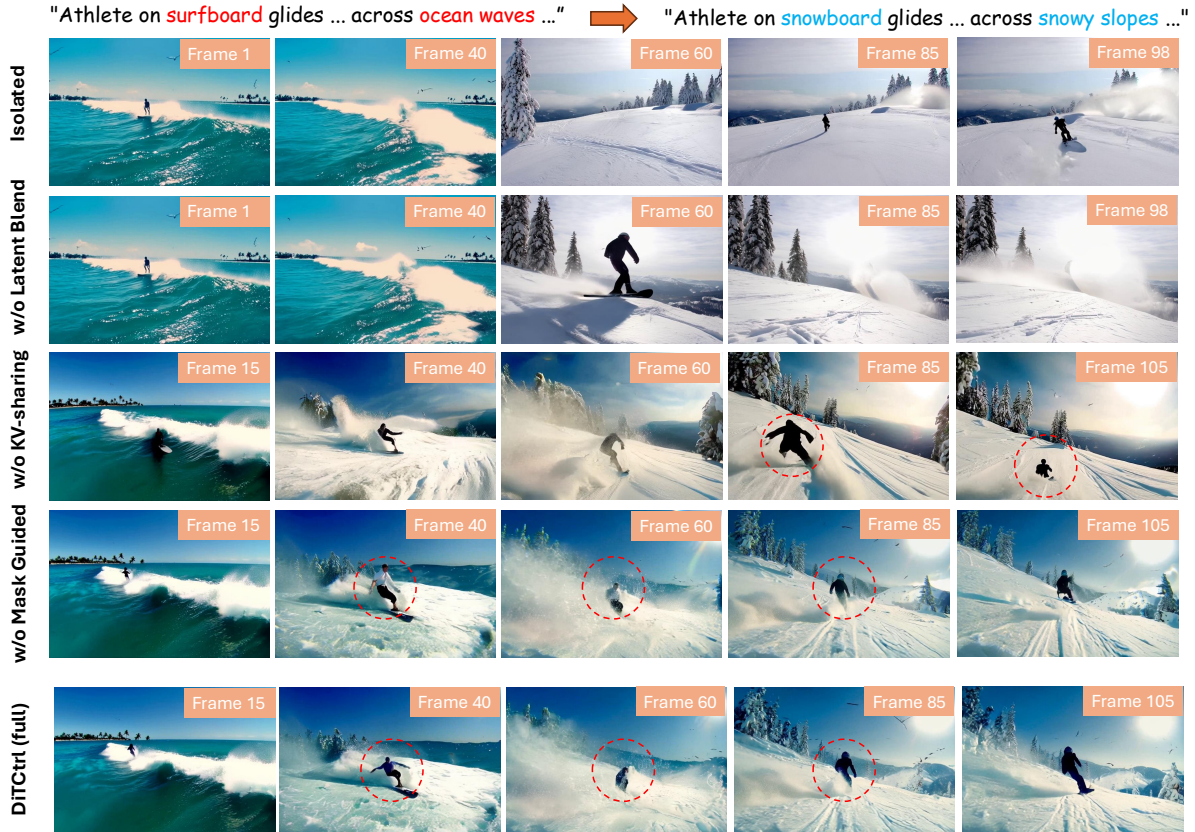 "Athlete on surfboard glides ... across ocean waves ..." "Athlete on snowboard glides ... across snowy slopes ..."
Isolated
Frame 1 Frame 40 Frame 60 Frame 85 Frame 98
w/o Latent Blend
Frame 1 Frame 40 Frame 60 Frame 85 Frame 98
w/o KV-sharing
Frame 15 Frame 40 Frame 60 Frame 85 Frame 105
w/o Mask Guided
Frame 15 Frame 40 Frame 60 Frame 85 Frame 105
DiTCtrl (full)
Frame 15 Frame 40 Frame 60 Frame 85 Frame 105